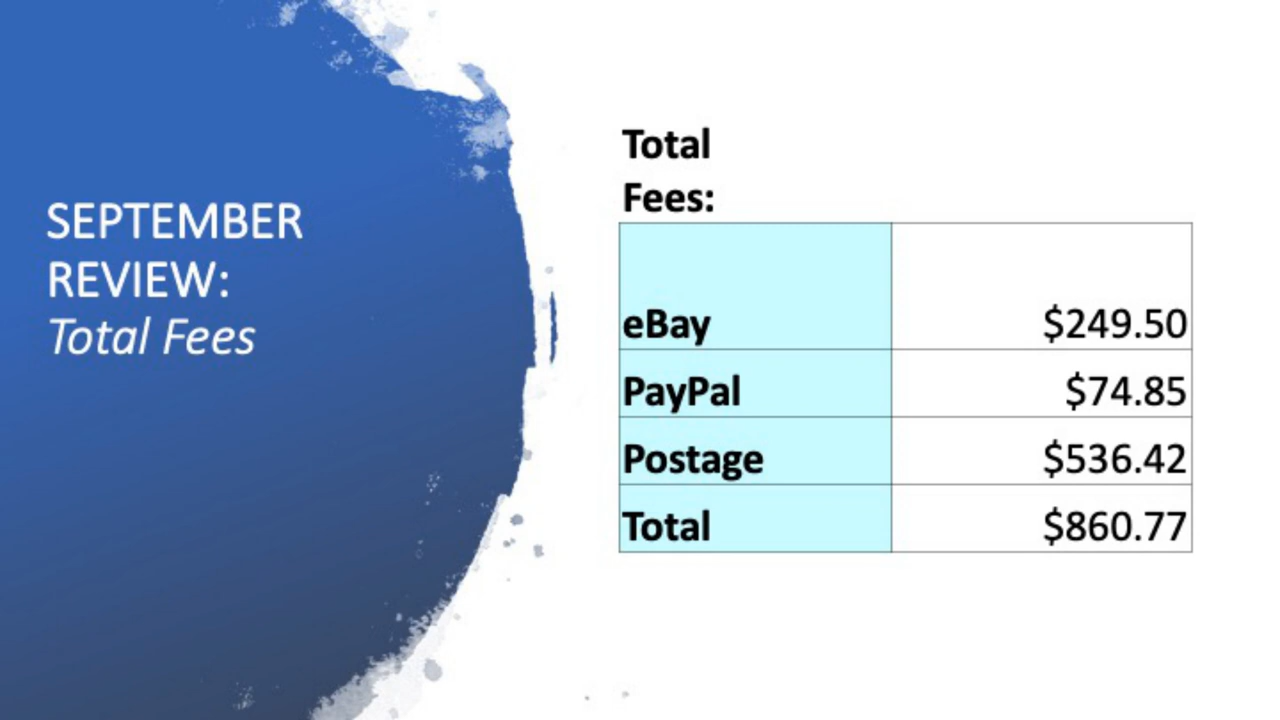 SEPTEMBER
REVIEW:
Total Fees
Total
Fees:
eBay $249.50
PayPal $74.85
Postage $536.42
Total $860.77